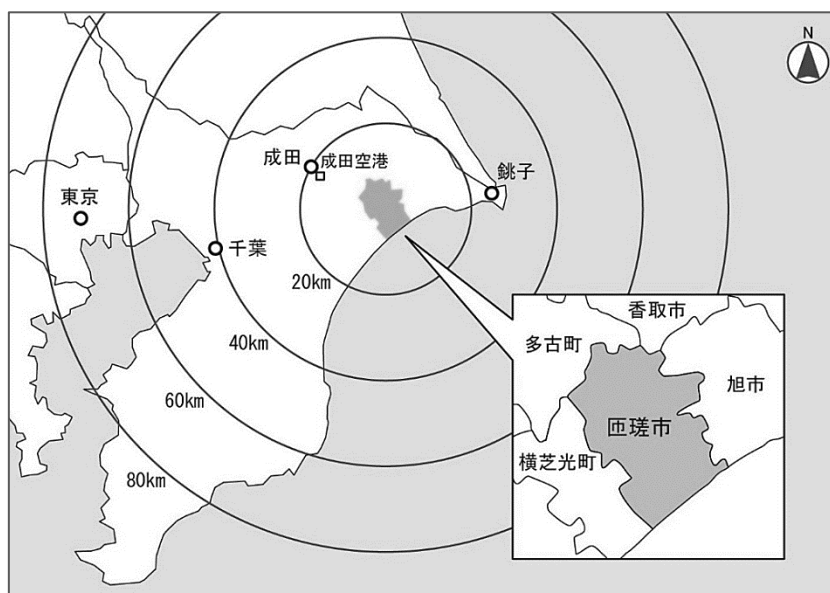 N
成田
成田空港
銚子
東京
千葉
20km
40km
60km
80km
香取市
多古町
旭市
匝瑳市
横芝光町